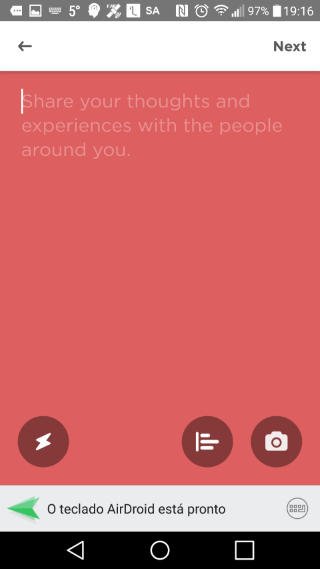 5° SA 97% 19:16
Next
Share your thoughts and
experiences with the people
around you.
O teclado AirDroid está pronto